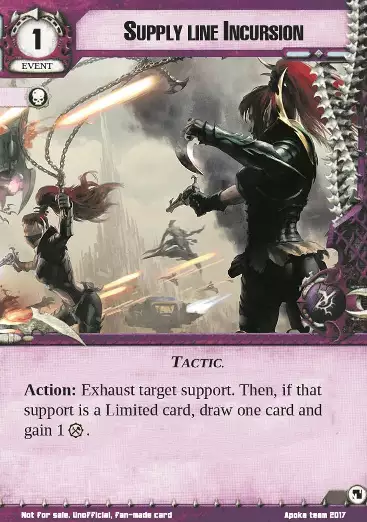 1
EVENT
SUPPLY LINE INCURSION
TACTIC.
Action: Exhaust target support. Then, if that
support is a Limited card, draw one card and
gain 1 .
Not for sale. Unofficial, fan-made card
Apoka team 2017